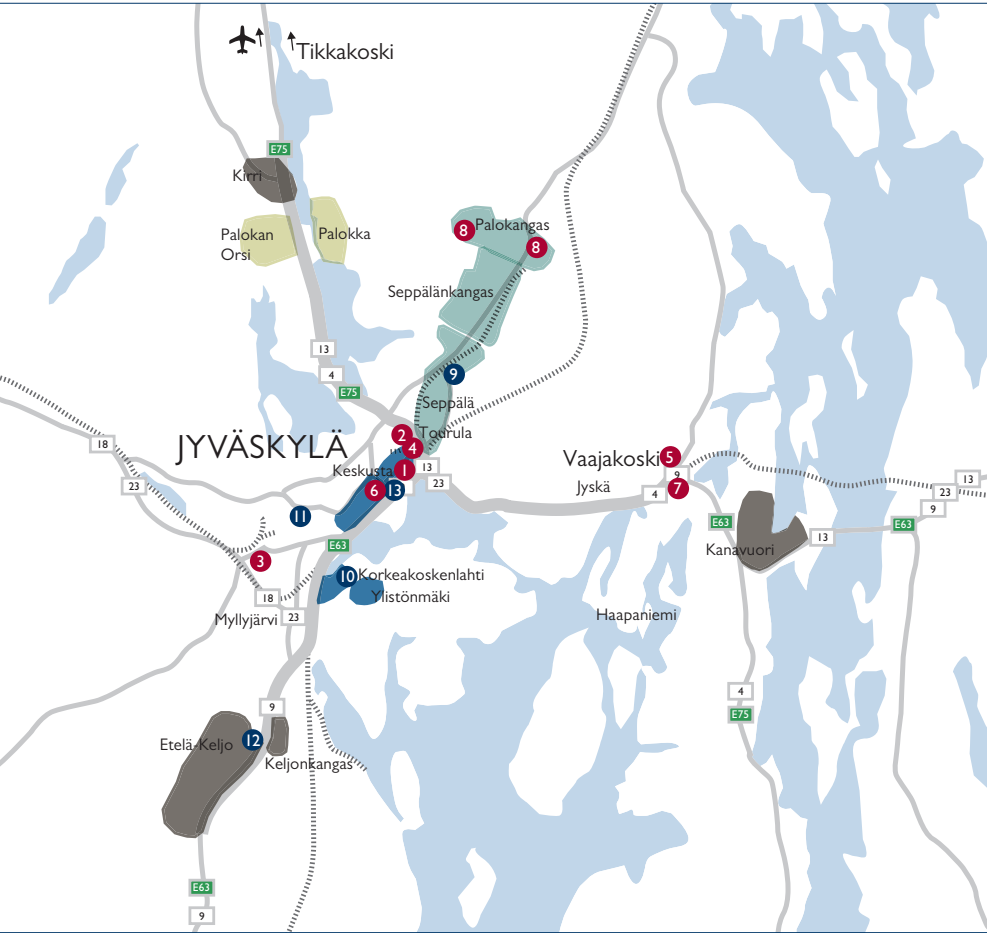 Tikkakoski
E75
Kirri
Palokan
Orsi
Palokka
8
Palokangas
8
Seppälänkangas
13
4
9
E75
Seppälä
2
Tourula
4
18
JYVÄSKYLÄ
Keskusta
1
13
5
Vaajakoski
9
13
23
6
13
23
Jyskä
4
7
23
9
11
E63
E63
13
Kanavuori
E63
3
10
Korkeakoskenlahti
Ylistönmäki
18
23
Myllyjärvi
Haapaniemi
4
E75
9
Etelä-Keljo
12
Keljonkangas
E63
9